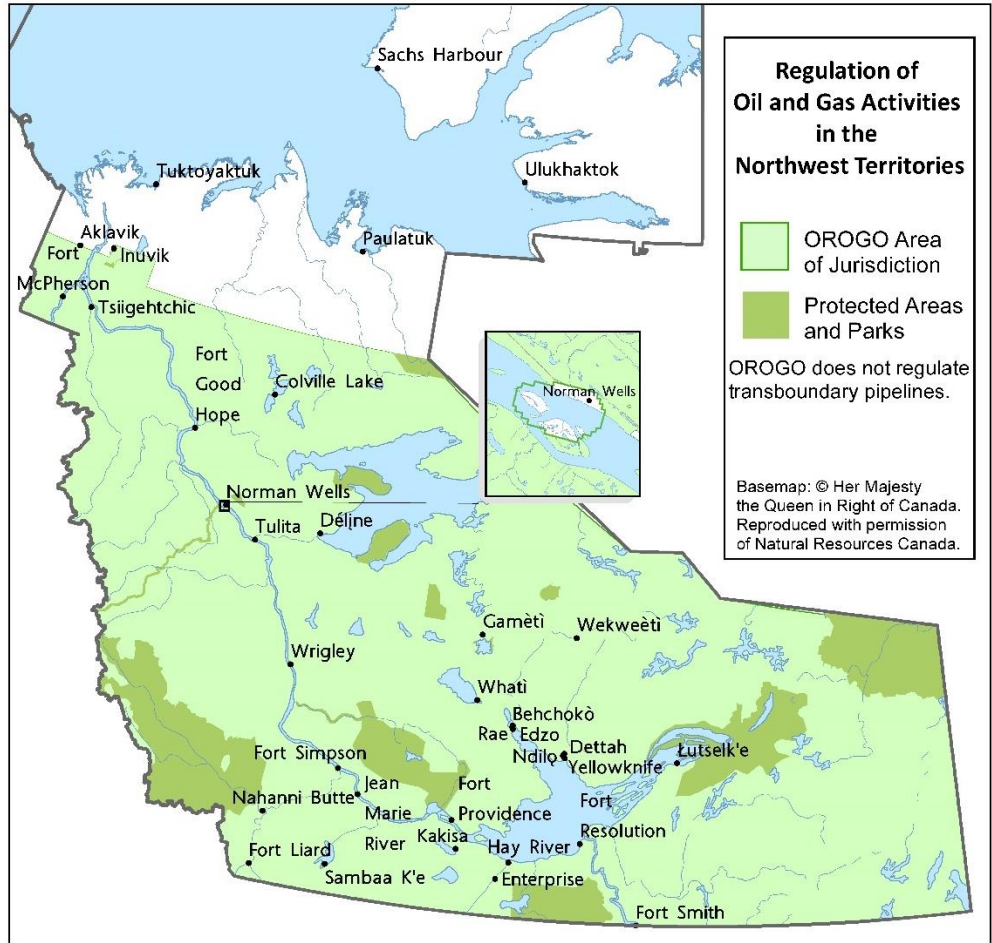 Sachs Harbour
Tuktoyaktuk
Ulukhaktok
Paulatuk
Aklavik
Inuvik
Fort
McPherson
Tsiigehtchic
Fort
Good
Hope
Colville Lake
Norman Wells
Tulita
Délįne
Gamètì
Wekweètì
Wrigley
Whatì
Behchokò
Rae Edzo
Dettah
Ndilǫ
Yellowknife
Łutselk'e
Fort Simpson
Jean
Marie
River
Fort
Providence
Nahanni Butte
Kakisa
Fort
Resolution
Hay River
Fort Liard
Sambaa K'e
Enterprise
Fort Smith
Norman Wells
Regulation of
Oil and Gas Activities
in the
Northwest Territories
OROGO Area
of Jurisdiction
Protected Areas
and Parks
OROGO does not regulate
transboundary pipelines.
Basemap: © Her Majesty
the Queen in Right of Canada.
Reproduced with permission
of Natural Resources Canada.